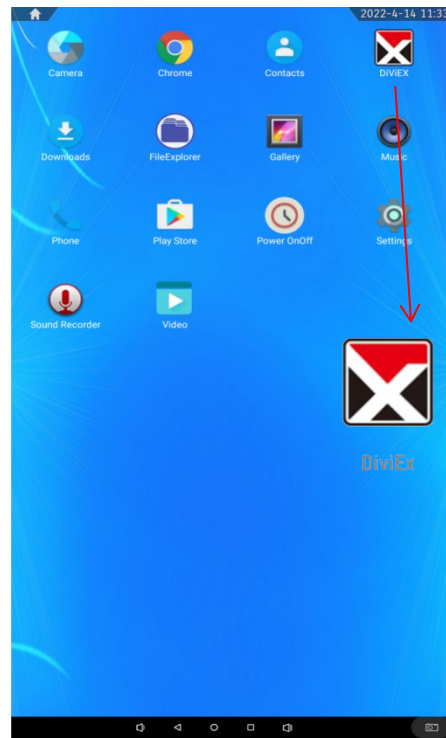 2022-4-14 11:33
Camera
Chrome
Contacts
DiViEX
Downloads
FileExplorer
Gallery
Music
Phone
Play Store
Power OnOff
Settings
Sound Recorder
Video
DiviEx